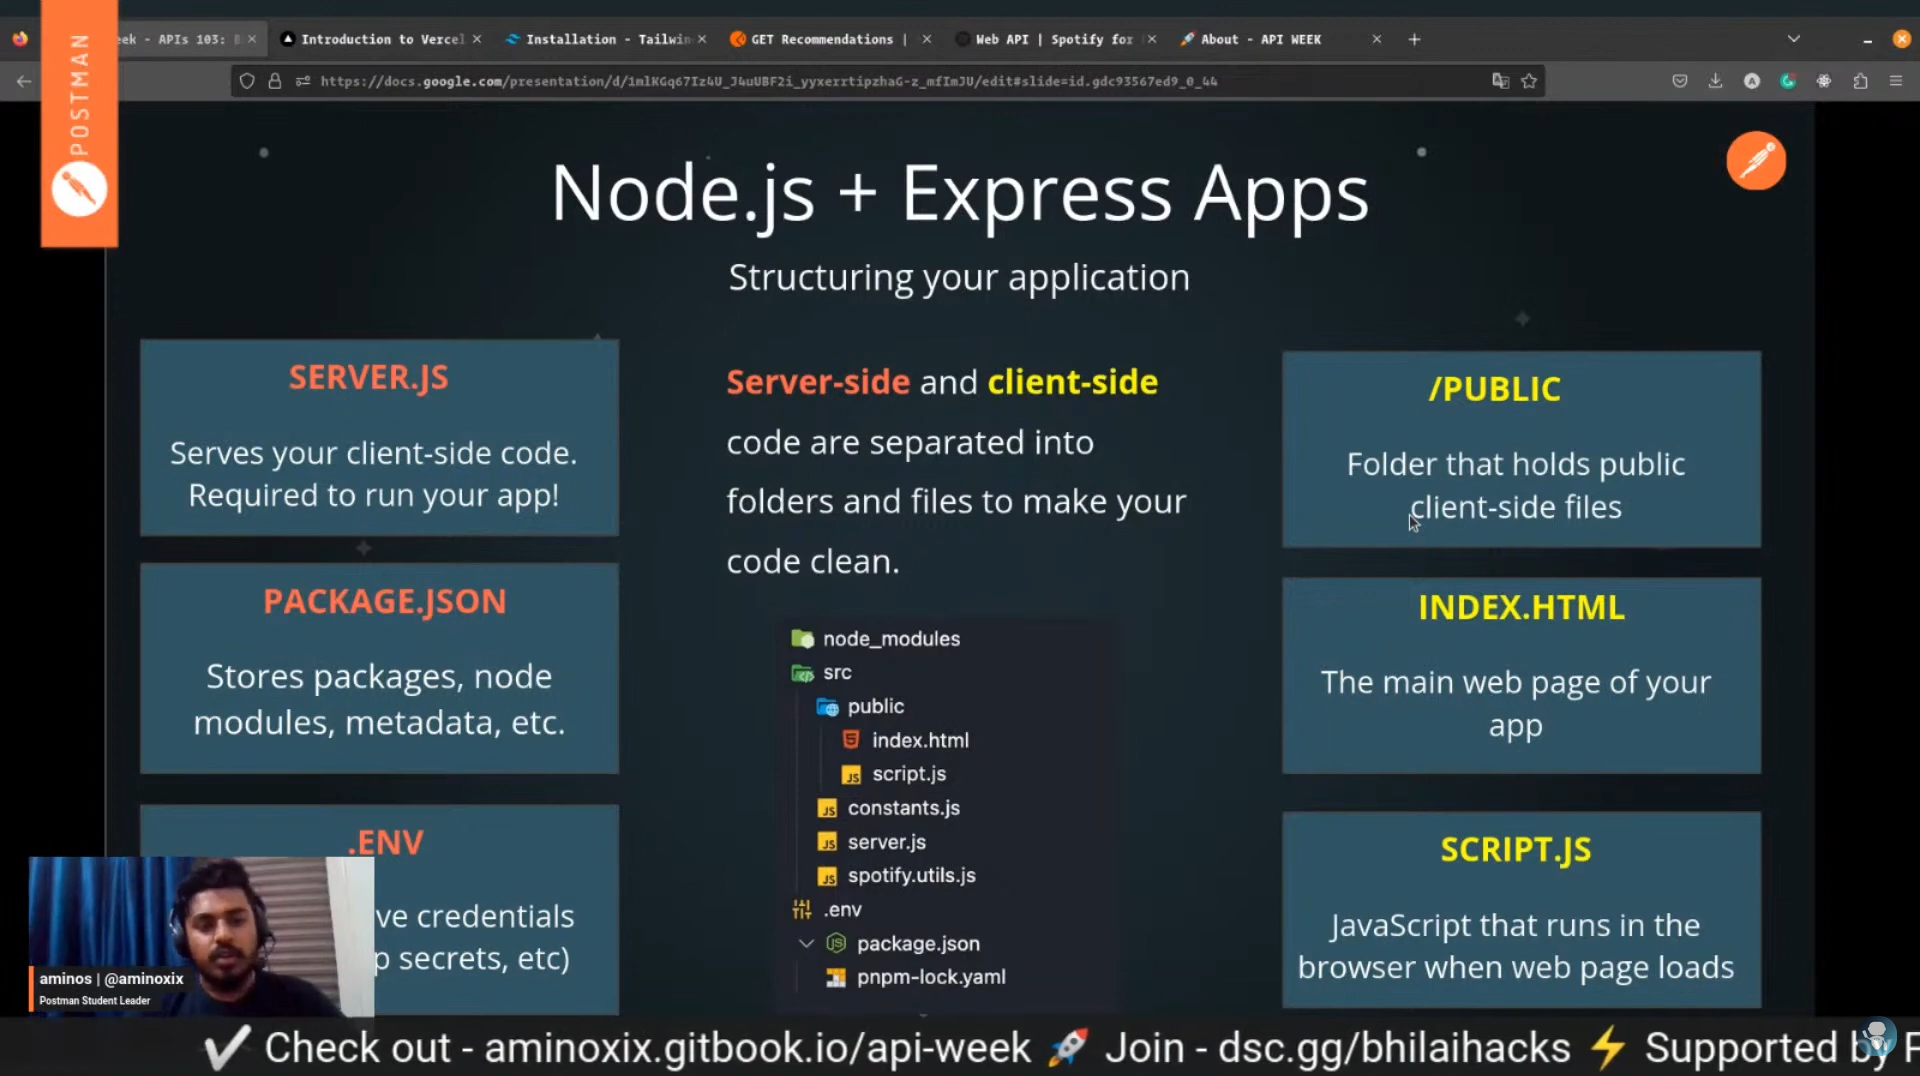 POSTMAN
eek - APIs 103:
Introduction to Vercel
Installation - Tailwin
GET Recommendations |
Web API | Spotify for
About - API WEEK
https://docs.google.com/presentation/d/1mlKGq67Iz4U_J4uUBF2i_yyxerrtipzhaG-z_mfImJU/edit#slide=id.gdc93567ed9_0_44
Node.js + Express Apps
Structuring your application
SERVER.JS
Serves your client-side code.
Required to run your app!
PACKAGE.JSON
Stores packages, node
modules, metadata, etc.
.ENV
ve credentials
p secrets, etc)
Server-side and client-side
code are separated into
folders and files to make your
code clean.
node_modules
src
public
index.html
script.js
constants.js
server.js
spotify.utils.js
.env
package.json
pnpm-lock.yaml
/PUBLIC
Folder that holds public
client-side files
INDEX.HTML
The main web page of your
app
SCRIPT.JS
JavaScript that runs in the
browser when web page loads
aminos | @aminoxix
Postman Student Leader
✔ Check out - aminoxix.gitbook.io/api-week 🚀 Join - dsc.gg/bhilaihacks ⚡ Supported by